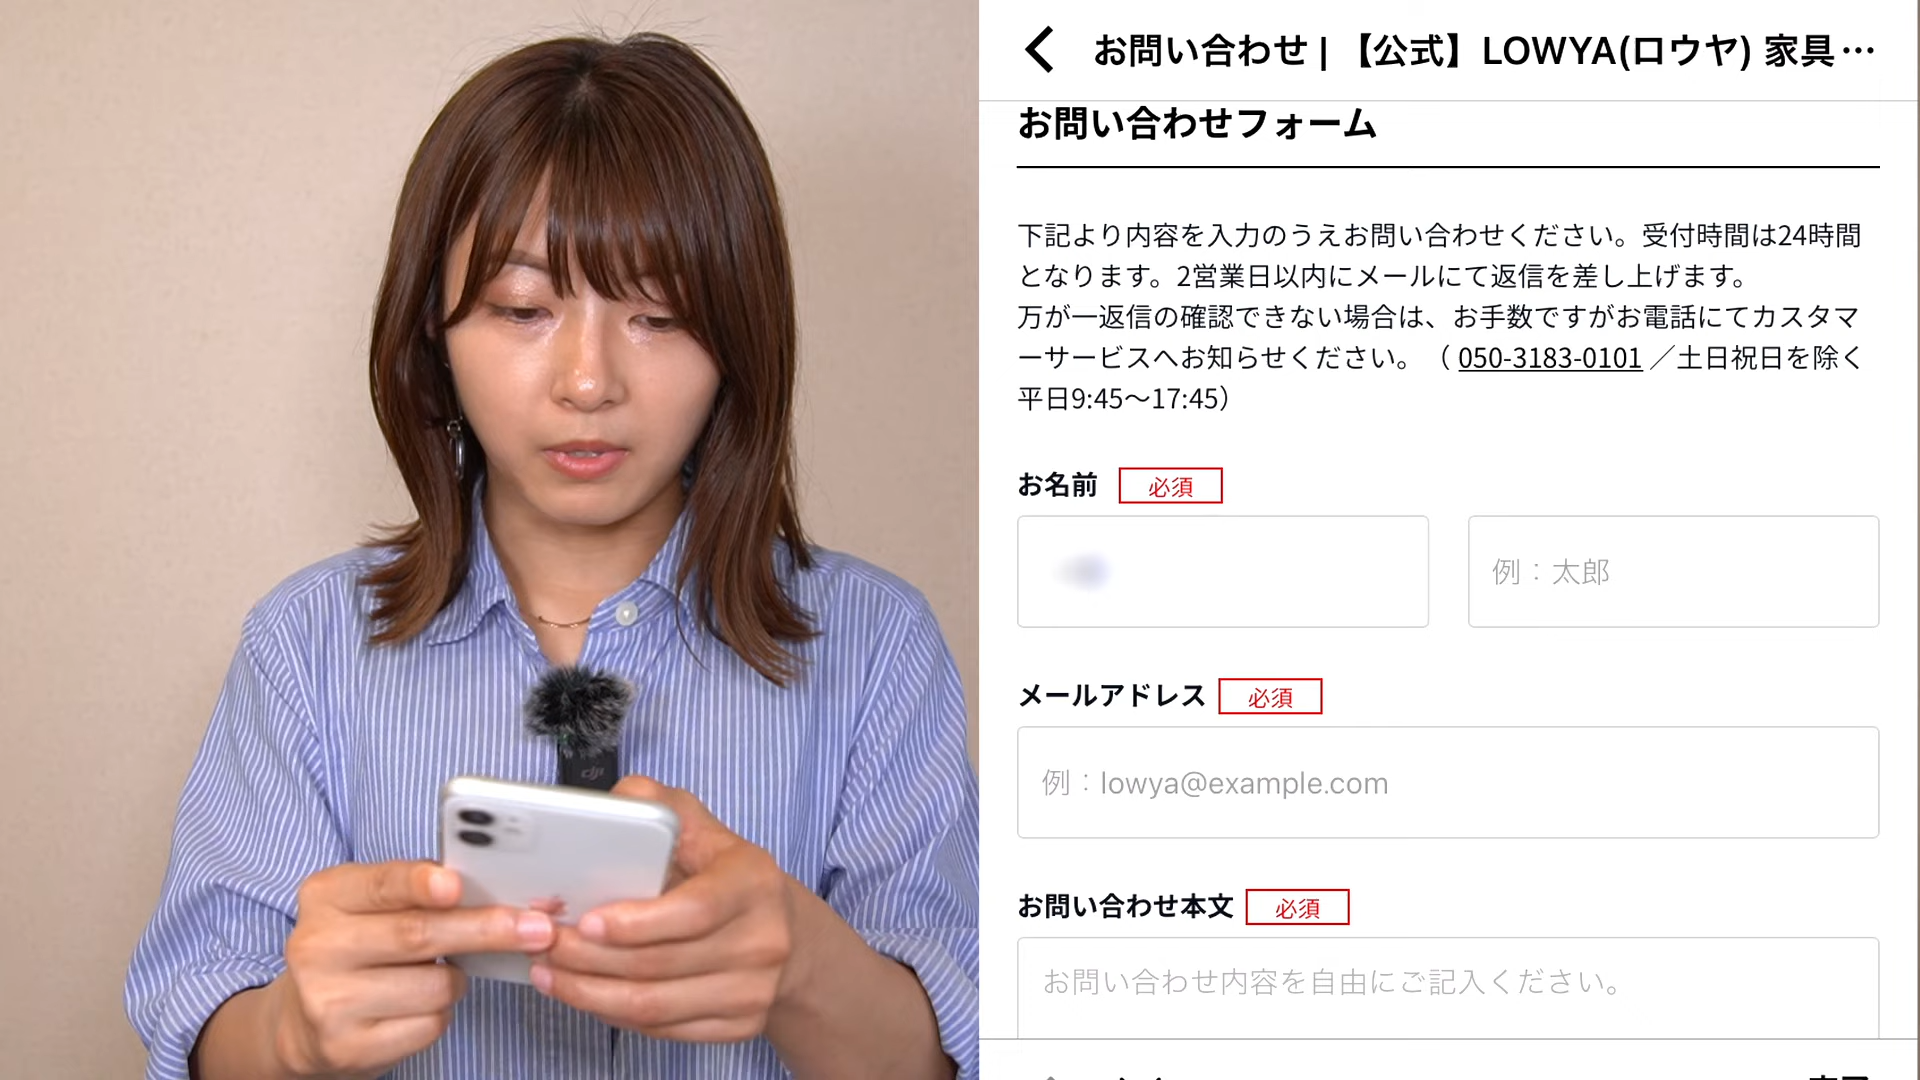 お問い合わせ | 【公式】LOWYA(ロウヤ) 家具…
お問い合わせフォーム
下記より内容を入力のうえお問い合わせください。受付時間は24時間
となります。2営業日以内にメールにて返信を差し上げます。
万が一返信の確認できない場合は、お手数ですがお電話にてカスタマ
ーサービスへお知らせください。（ 050-3183-0101 ／土日祝日を除く
平日9:45〜17:45）
お名前 必須
例：太郎
メールアドレス 必須
例：lowya@example.com
お問い合わせ本文 必須
お問い合わせ内容を自由にご記入ください。
dji